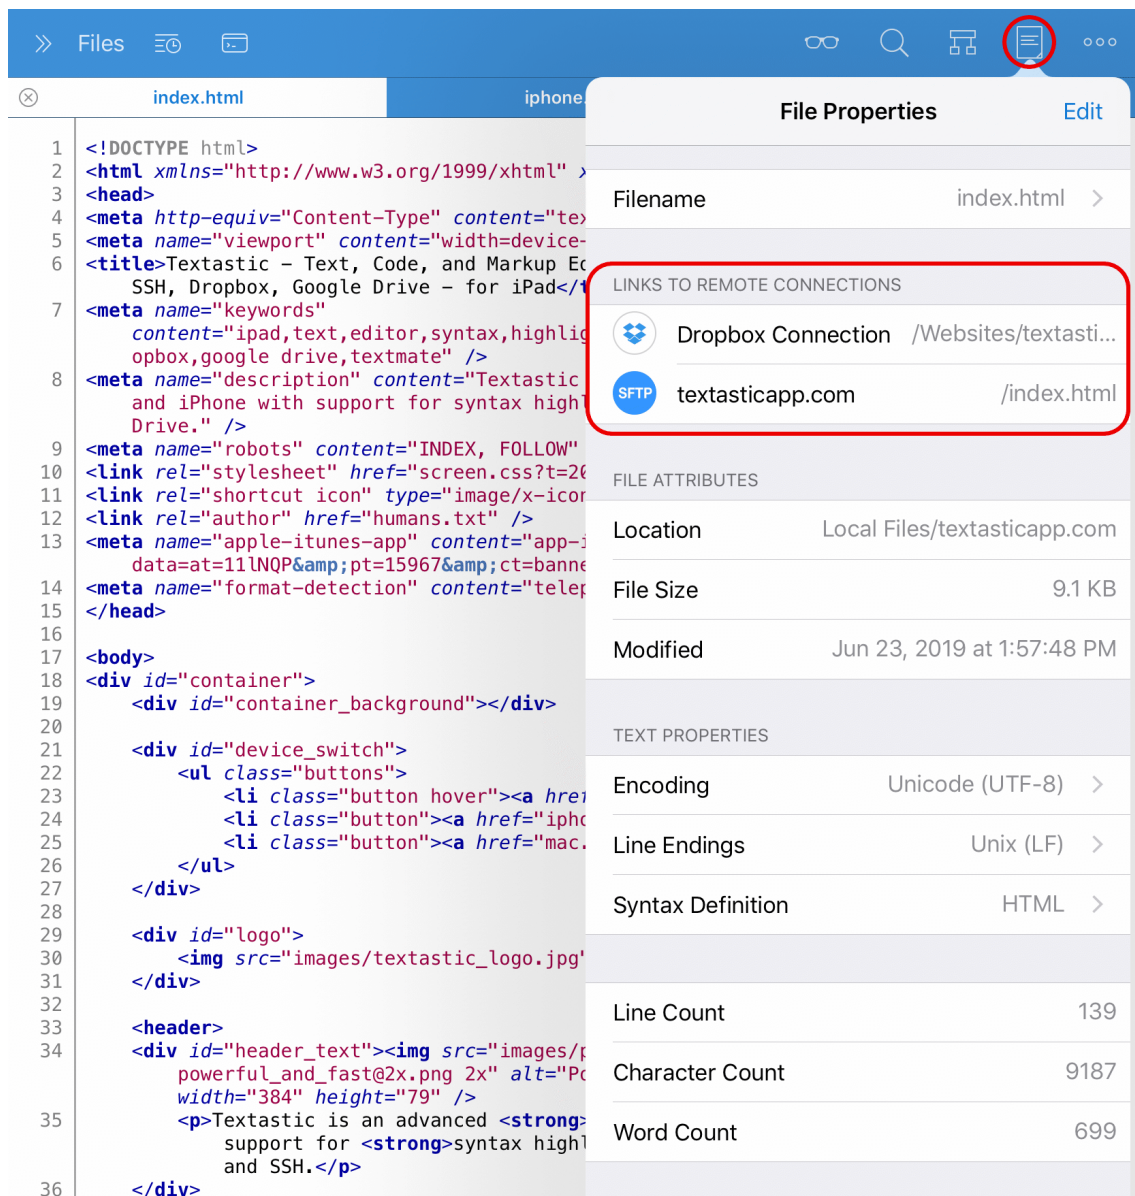 Files
index.html
iphone.
File Properties
Edit
1 <!DOCTYPE html>
2 <html xmlns="http://www.w3.org/1999/xhtml" x
3 <head>
4 <meta http-equiv="Content-Type" content="tex
5 <meta name="viewport" content="width=device-
6 <title>Textastic – Text, Code, and Markup Ed
SSH, Dropbox, Google Drive – for iPad</t
7 <meta name="keywords"
content="ipad,text,editor,syntax,highlig
opbox,google drive,textmate" />
8 <meta name="description" content="Textastic
and iPhone with support for syntax highl
Drive." />
9 <meta name="robots" content="INDEX, FOLLOW"
10 <link rel="stylesheet" href="screen.css?t=20
11 <link rel="shortcut icon" type="image/x-icon
12 <link rel="author" href="humans.txt" />
13 <meta name="apple-itunes-app" content="app-i
data=at=11lNQP&amp;pt=15967&amp;ct=banne
14 <meta name="format-detection" content="telep
15 </head>
16
17 <body>
18 <div id="container">
19 <div id="container_background"></div>
20
21 <div id="device_switch">
22 <ul class="buttons">
23 <li class="button hover"><a href
24 <li class="button"><a href="ipho
25 <li class="button"><a href="mac.
26 </ul>
27 </div>
28
29 <div id="logo">
30 <img src="images/textastic_logo.jpg"
31 </div>
32
33 <header>
34 <div id="header_text"><img src="images/p
powerful_and_fast@2x.png 2x" alt="Po
width="384" height="79" />
35 <p>Textastic is an advanced <strong>
support for <strong>syntax highl
and SSH.</p>
36 </div>
Filename index.html
LINKS TO REMOTE CONNECTIONS
Dropbox Connection /Websites/textasti...
SFTP textasticapp.com /index.html
FILE ATTRIBUTES
Location Local Files/textasticapp.com
File Size 9.1 KB
Modified Jun 23, 2019 at 1:57:48 PM
TEXT PROPERTIES
Encoding Unicode (UTF-8)
Line Endings Unix (LF)
Syntax Definition HTML
Line Count 139
Character Count 9187
Word Count 699